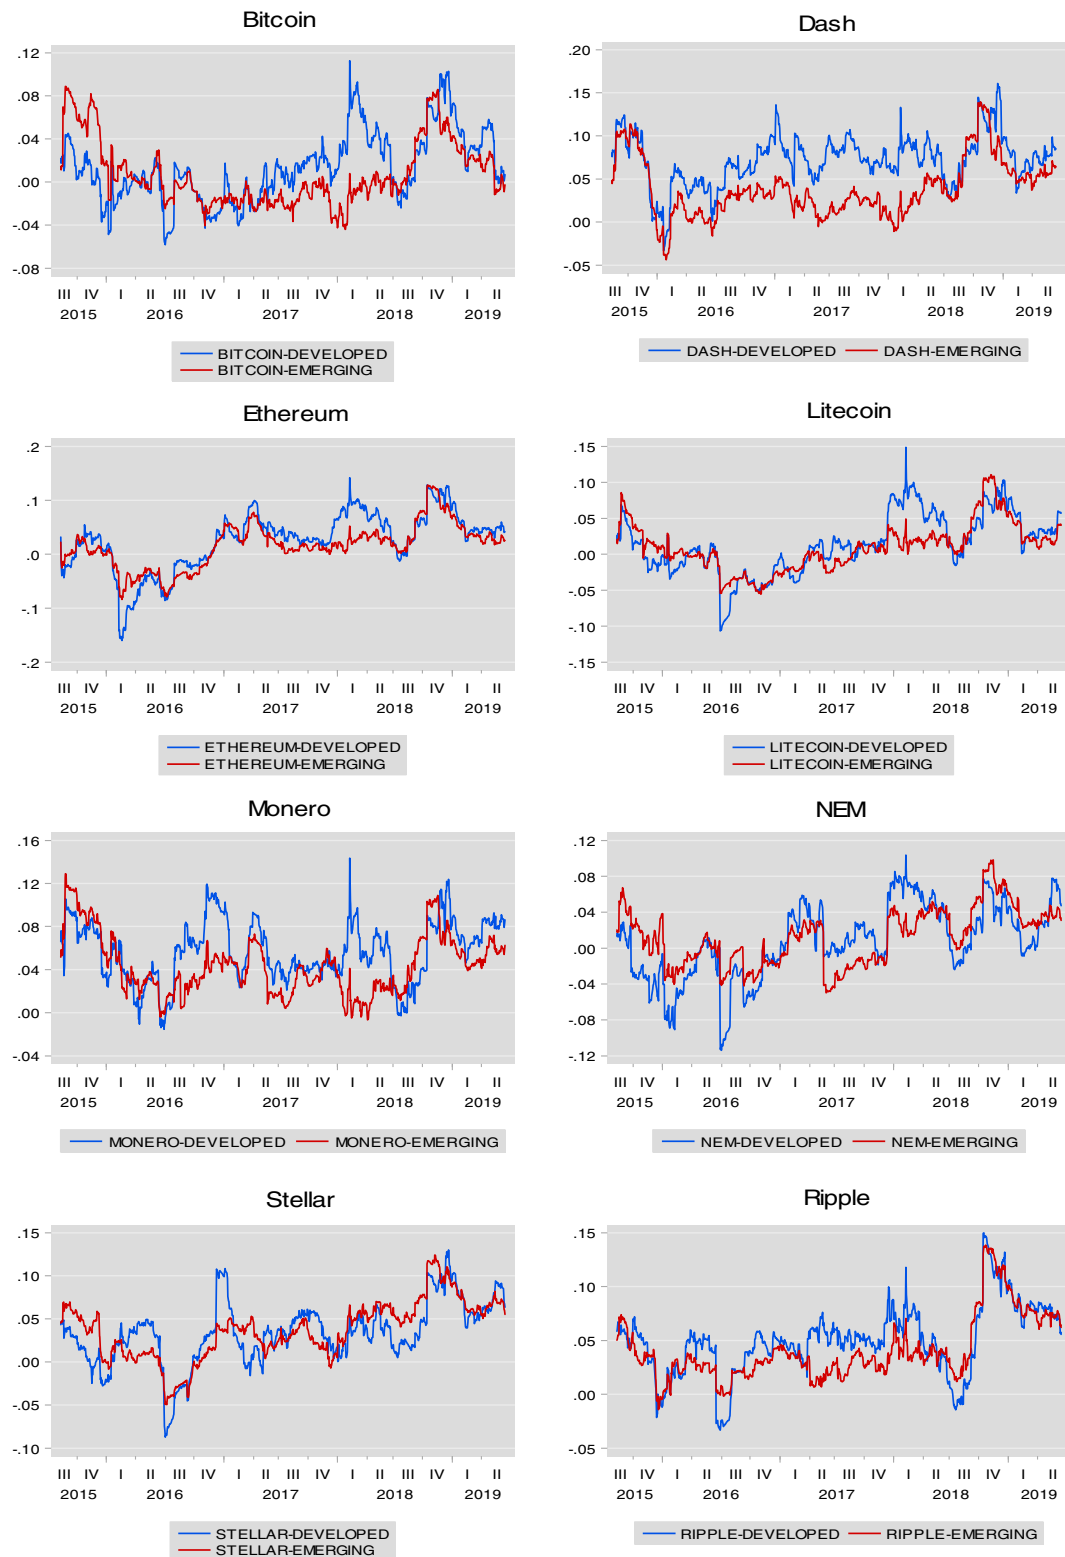 Bitcoin
.12
.08
.04
.00
-.04
-.08
III IV I II III IV I II III IV I II III IV I II
2015 2016 2017 2018 2019
BITCOIN-DEVELOPED
BITCOIN-EMERGING
Dash
.20
.15
.10
.05
.00
-.05
III IV I II III IV I II III IV I II III IV I II
2015 2016 2017 2018 2019
DASH-DEVELOPED DASH-EMERGING
Ethereum
.2
.1
.0
-.1
-.2
III IV I II III IV I II III IV I II III IV I II
2015 2016 2017 2018 2019
ETHEREUM-DEVELOPED
ETHEREUM-EMERGING
Litecoin
.15
.10
.05
.00
-.05
-.10
-.15
III IV I II III IV I II III IV I II III IV I II
2015 2016 2017 2018 2019
LITECOIN-DEVELOPED
LITECOIN-EMERGING
Monero
.16
.12
.08
.04
.00
-.04
III IV I II III IV I II III IV I II III IV I II
2015 2016 2017 2018 2019
MONERO-DEVELOPED MONERO-EMERGING
NEM
.12
.08
.04
.00
-.04
-.08
-.12
III IV I II III IV I II III IV I II III IV I II
2015 2016 2017 2018 2019
NEM-DEVELOPED NEM-EMERGING
Stellar
.15
.10
.05
.00
-.05
-.10
III IV I II III IV I II III IV I II III IV I II
2015 2016 2017 2018 2019
STELLAR-DEVELOPED
STELLAR-EMERGING
Ripple
.15
.10
.05
.00
-.05
III IV I II III IV I II III IV I II III IV I II
2015 2016 2017 2018 2019
RIPPLE-DEVELOPED RIPPLE-EMERGING